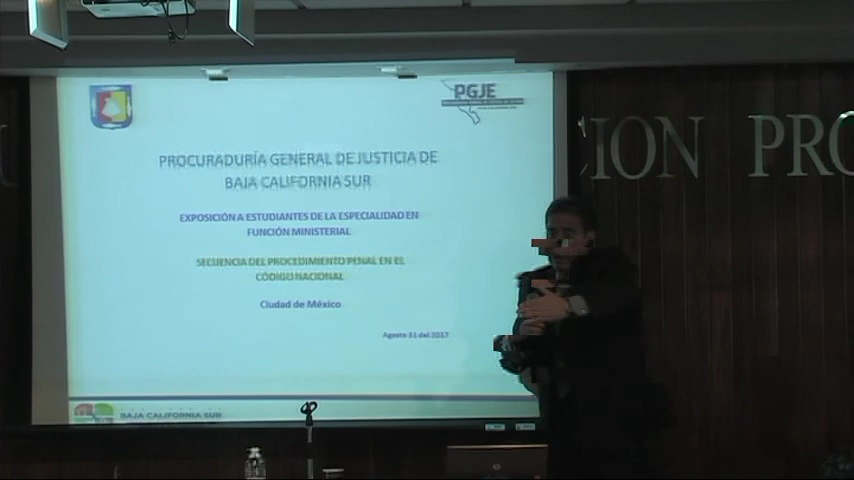 PGJE
PROCURADURÍA GENERAL DE JUSTICIA DE
BAJA CALIFORNIA SUR
EXPOSICIÓN A ESTUDIANTES DE LA ESPECIALIDAD EN
FUNCIÓN MINISTERIAL
SECUENCIA DEL PROCEDIMIENTO PENAL EN EL
CÓDIGO NACIONAL
Ciudad de México
Agosto 31 del 2017
BAJA CALIFORNIA SUR
CION PRO